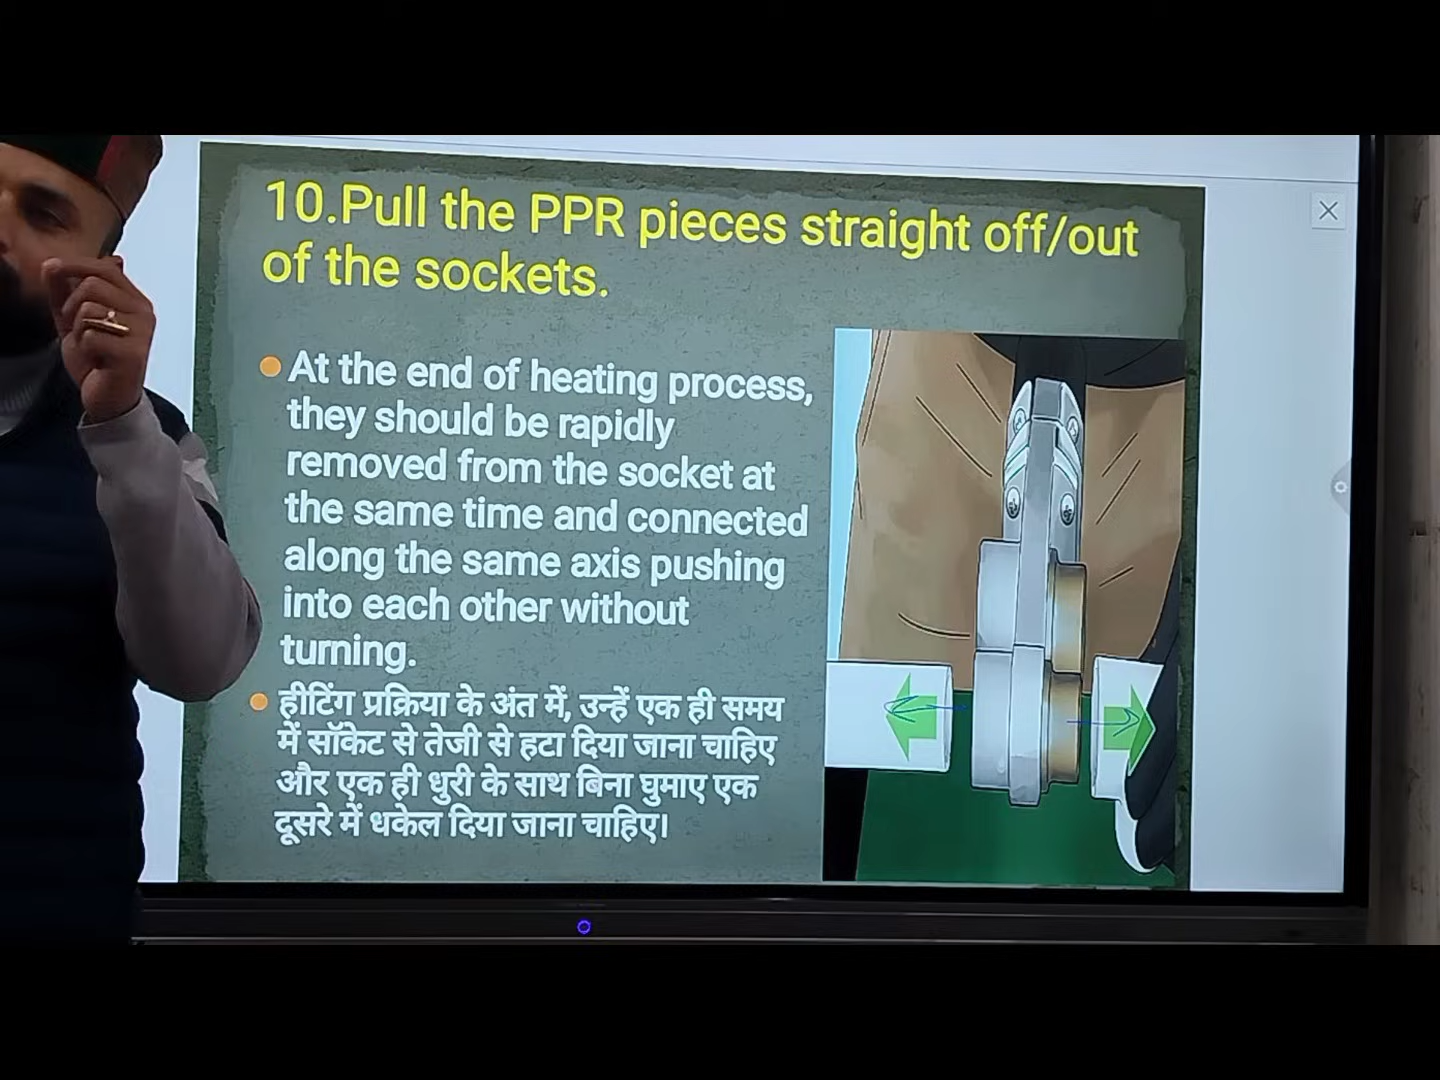 10.Pull the PPR pieces straight off/out
of the sockets.
At the end of heating process,
they should be rapidly
removed from the socket at
the same time and connected
along the same axis pushing
into each other without
turning.
हीटिंग प्रक्रिया के अंत में, उन्हें एक ही समय
में सॉकेट से तेजी से हटा दिया जाना चाहिए
और एक ही धुरी के साथ बिना घुमाए एक
दूसरे में धकेल दिया जाना चाहिए।